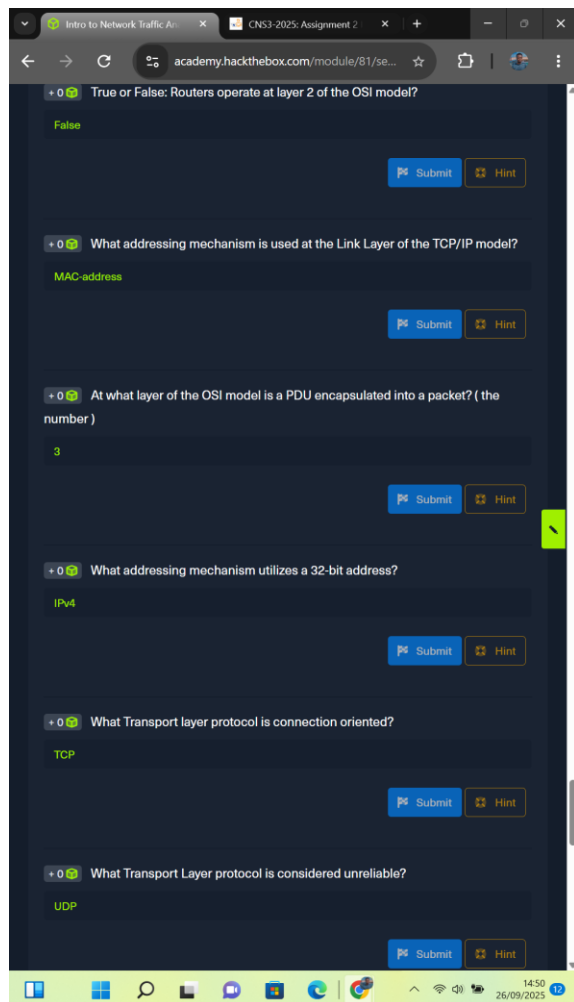 Intro to Network Traffic An
CNS3-2025: Assignment 2
academy.hackthebox.com/module/81/se...
+ 0 True or False: Routers operate at layer 2 of the OSI model?
False
Submit Hint
+ 0 What addressing mechanism is used at the Link Layer of the TCP/IP model?
MAC-address
Submit Hint
+ 0 At what layer of the OSI model is a PDU encapsulated into a packet? ( the
number )
3
Submit Hint
+ 0 What addressing mechanism utilizes a 32-bit address?
IPv4
Submit Hint
+ 0 What Transport layer protocol is connection oriented?
TCP
Submit Hint
+ 0 What Transport Layer protocol is considered unreliable?
UDP
Submit Hint
14:50
26/09/2025 12